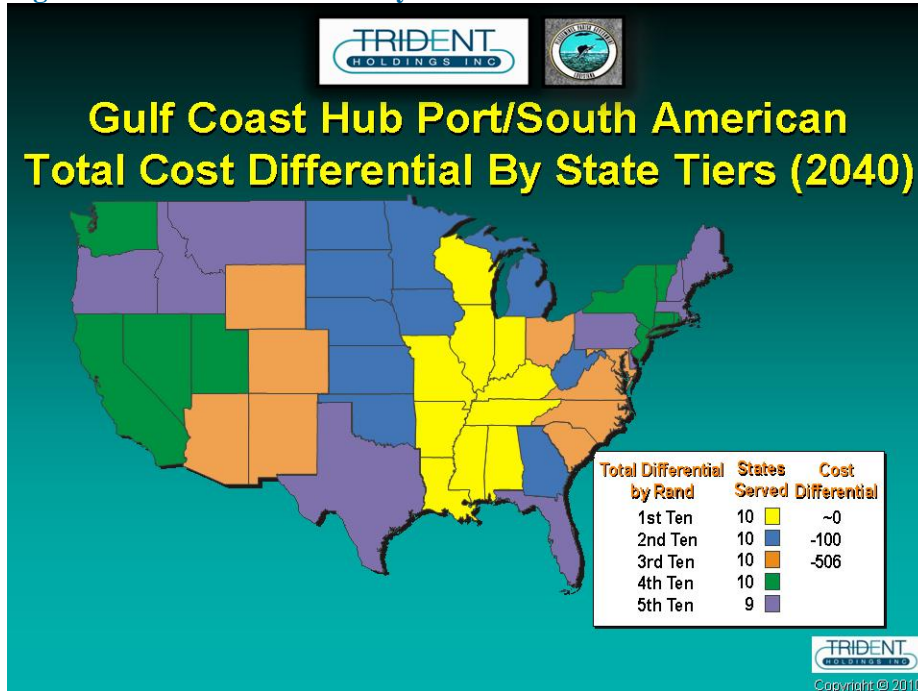 TRIDENT
HOLDINGS INC
Gulf Coast Hub Port/South American
Total Cost Differential By State Tiers (2040)
Total Differential States Cost
by Rand Served Differential
1st Ten 10 ~0
2nd Ten 10 -100
3rd Ten 10 -506
4th Ten 10
5th Ten 9
TRIDENT
HOLDINGS INC